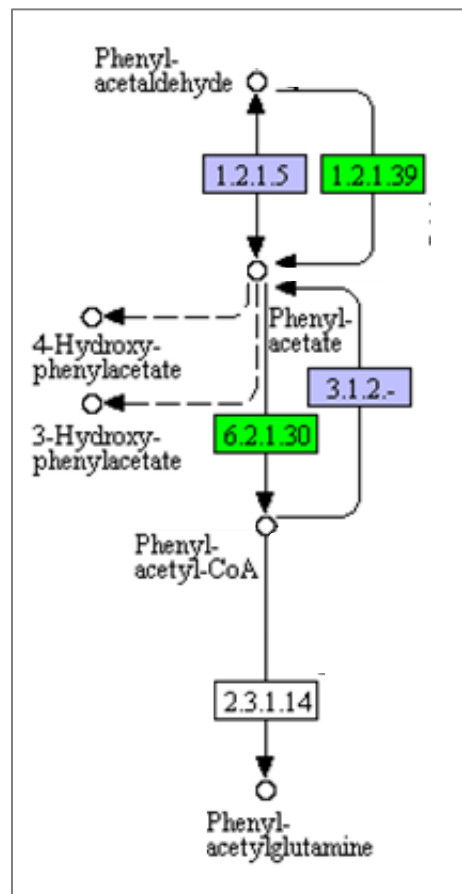 Phenyl-
acetaldehyde
1.2.1.5
1.2.1.39
Phenyl-
acetate
4-Hydroxy-
phenylacetate
3.1.2.-
3-Hydroxy-
phenylacetate
6.2.1.30
Phenyl-
acetyl-CoA
2.3.1.14
Phenyl-
acetylglutamine